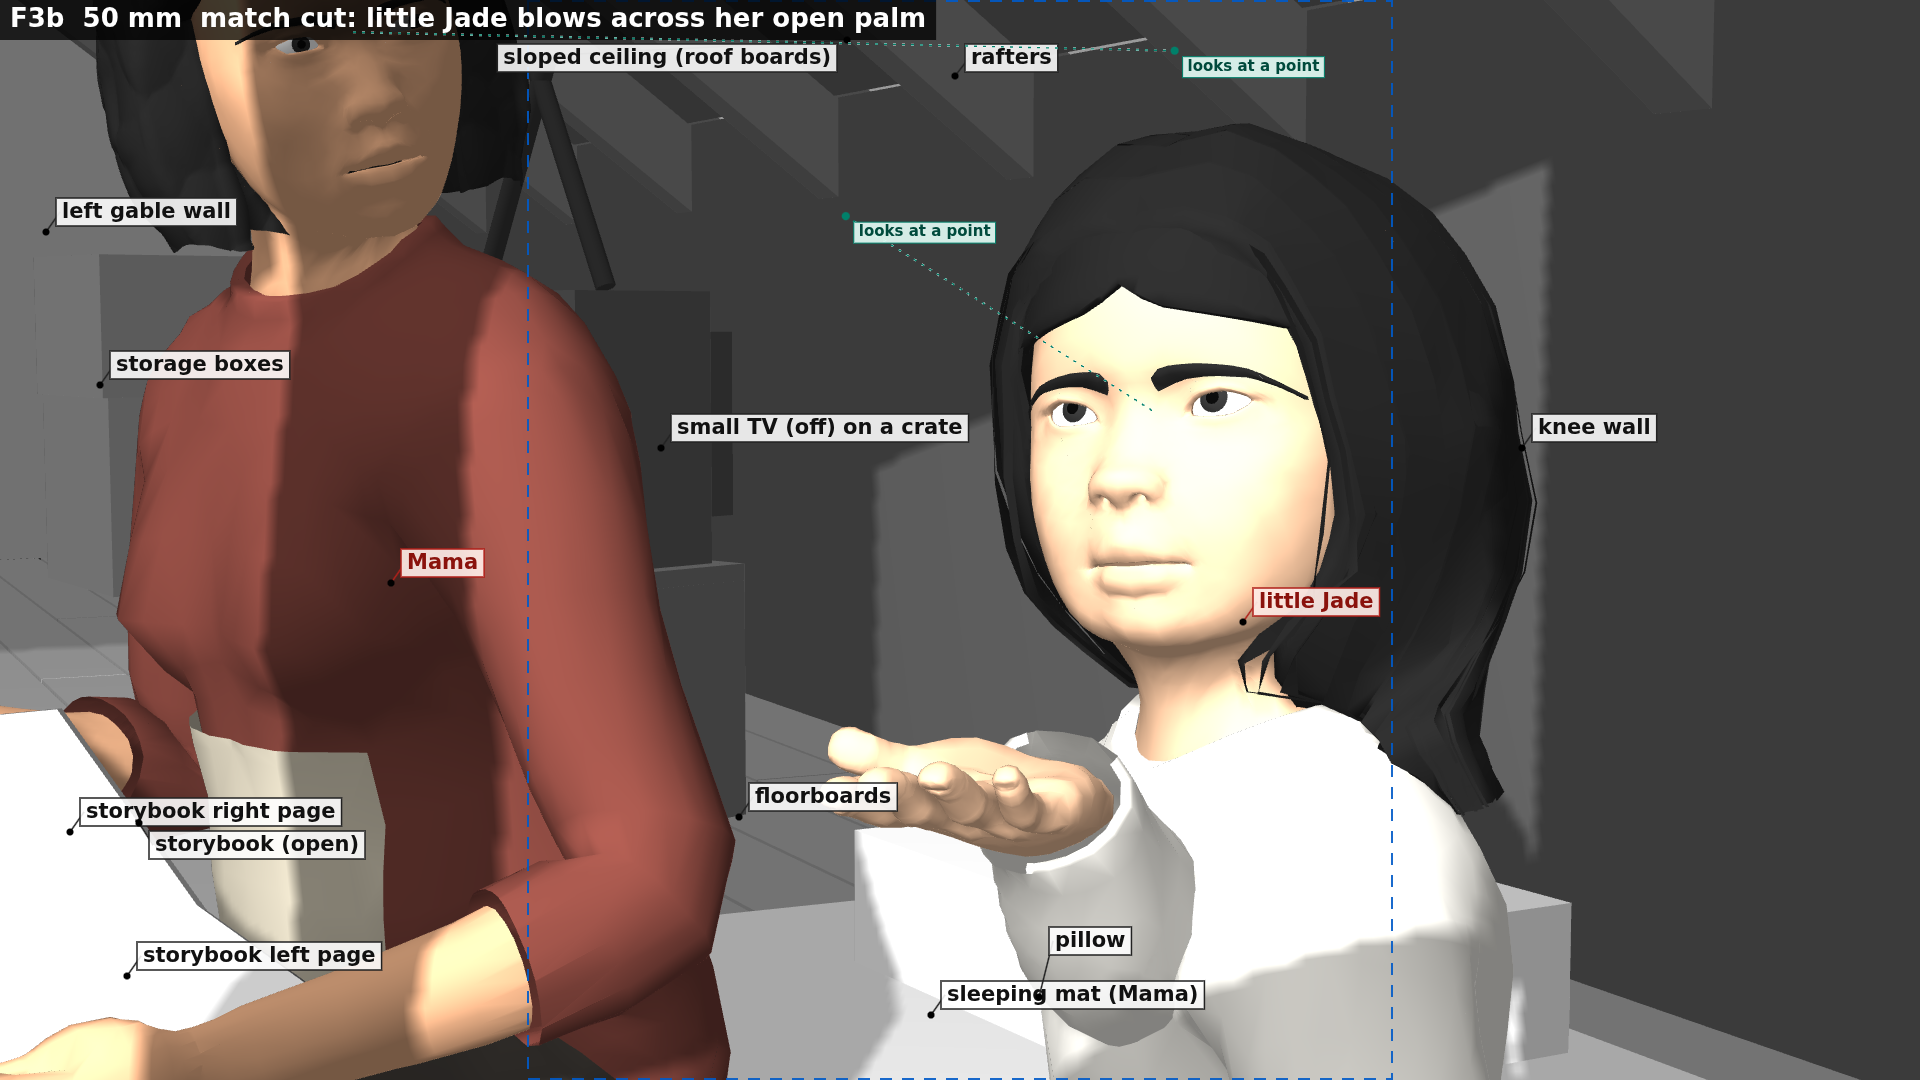 F3b 50 mm match cut: little Jade blows across her open palm
sloped ceiling (roof boards)
rafters
looks at a point
left gable wall
looks at a point
storage boxes
small TV (off) on a crate
knee wall
Mama
little Jade
floorboards
storybook right page
storybook (open)
pillow
storybook left page
sleeping mat (Mama)